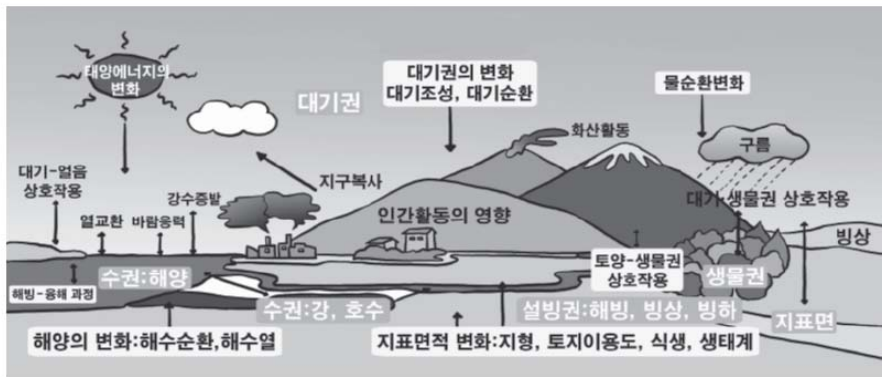 태양에너지의
변화
대기권
대기권의 변화
대기조성, 대기순환
물순환변화
화산활동
구름
대기-얼음
상호작용
지구복사
강수증발
열교환
바람응력
인간활동의 영향
대기·생물권 상호작용
빙상
수권:해양
토양-생물권
상호작용
생물권
해빙-융해 과정
수권:강, 호수
설빙권:해빙, 빙상, 빙하
지표면
해양의 변화:해수순환,해수열
지표면적 변화:지형, 토지이용도, 식생, 생태계